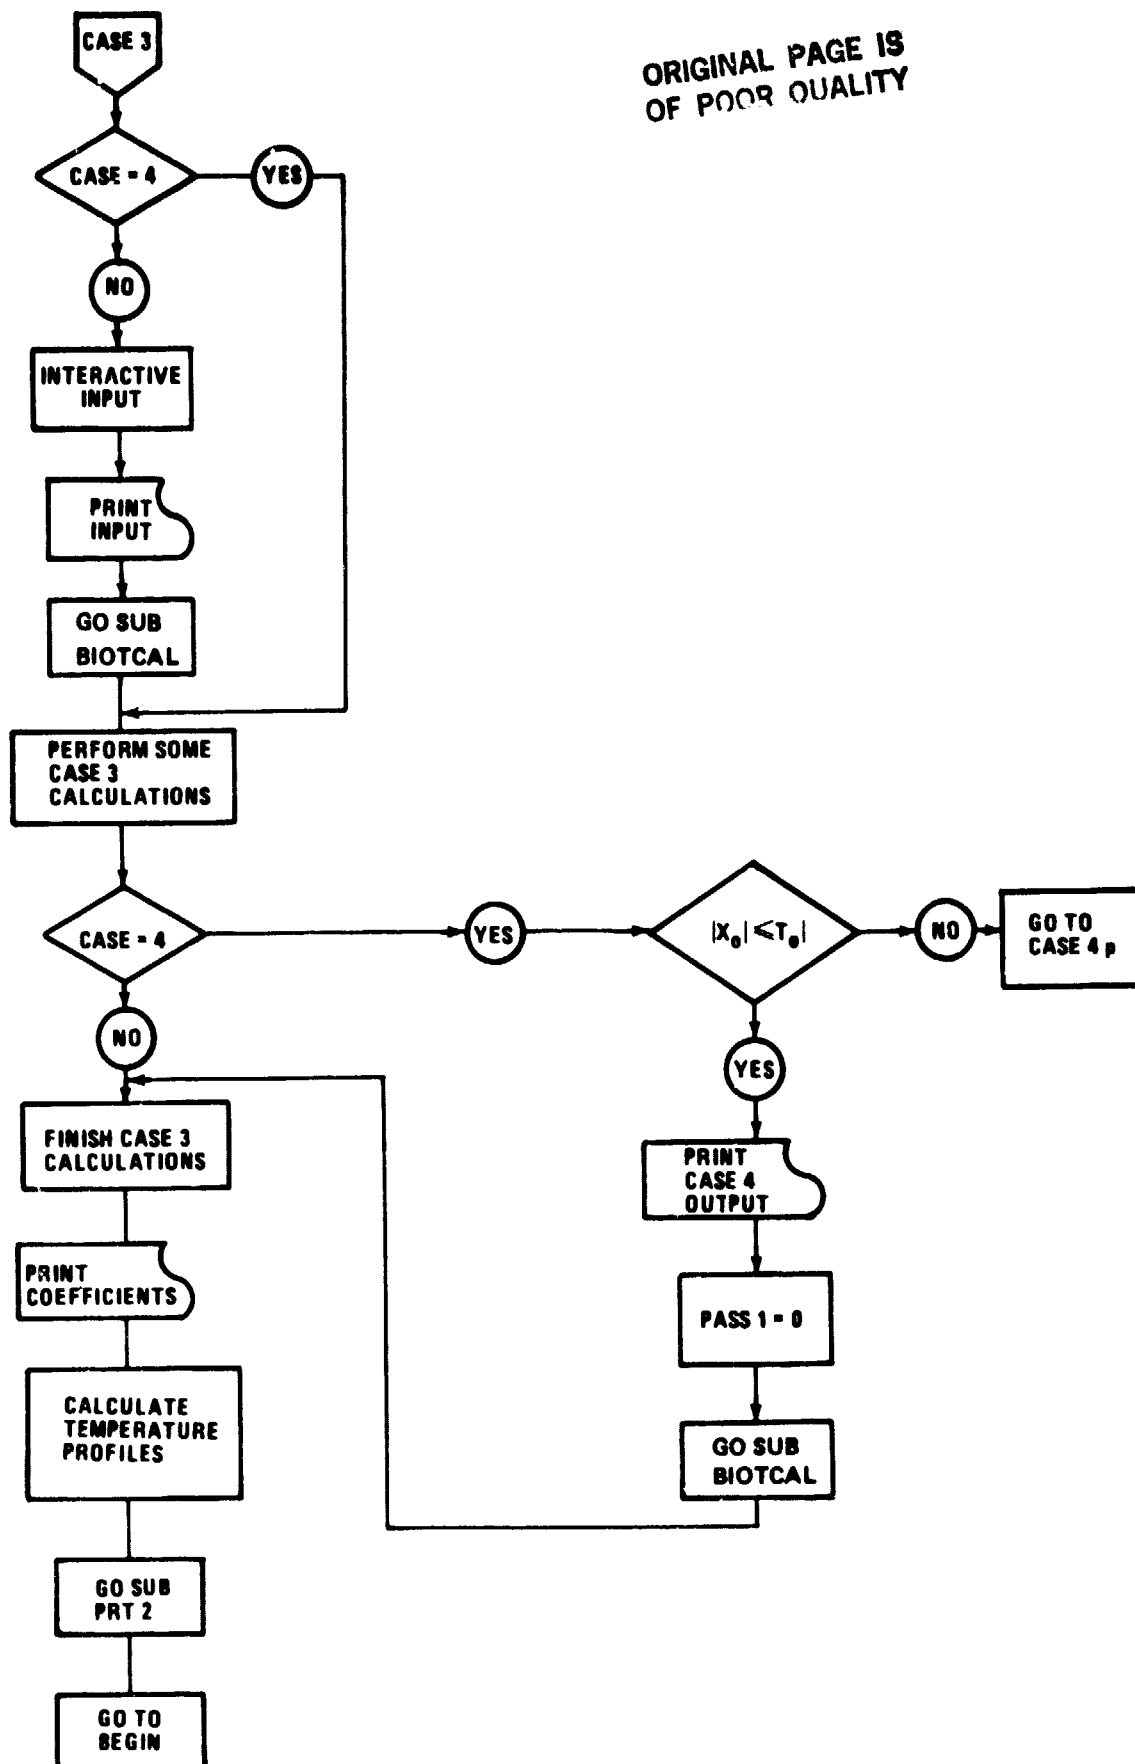 CASE 3
ORIGINAL PAGE IS
OF POOR QUALITY
CASE = 4
YES
NO
INTERACTIVE
INPUT
PRINT
INPUT
GO SUB
BIOTCAL
PERFORM SOME
CASE 3
CALCULATIONS
CASE = 4
YES
|X₀| ≤ T₀|
NO
GO TO
CASE 4 p
NO
YES
FINISH CASE 3
CALCULATIONS
PRINT
CASE 4
OUTPUT
PRINT
COEFFICIENTS
PASS 1 = 0
CALCULATE
TEMPERATURE
PROFILES
GO SUB
BIOTCAL
GO SUB
PRT 2
GO TO
BEGIN